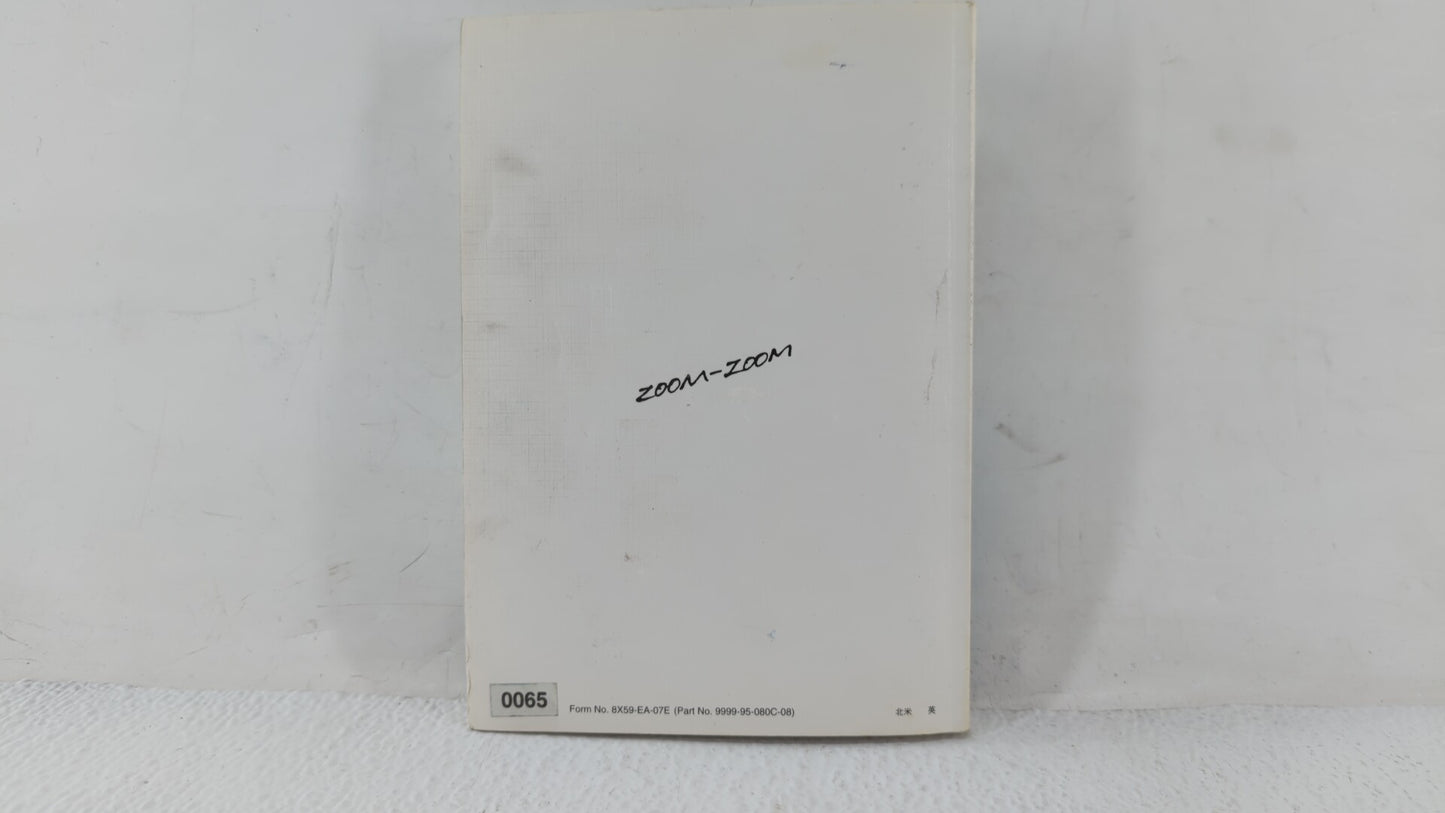 ZOOM-ZOOM
0065
Form No. 8X59-EA-07E (Part No. 9999-95-080C-08)
北米 英